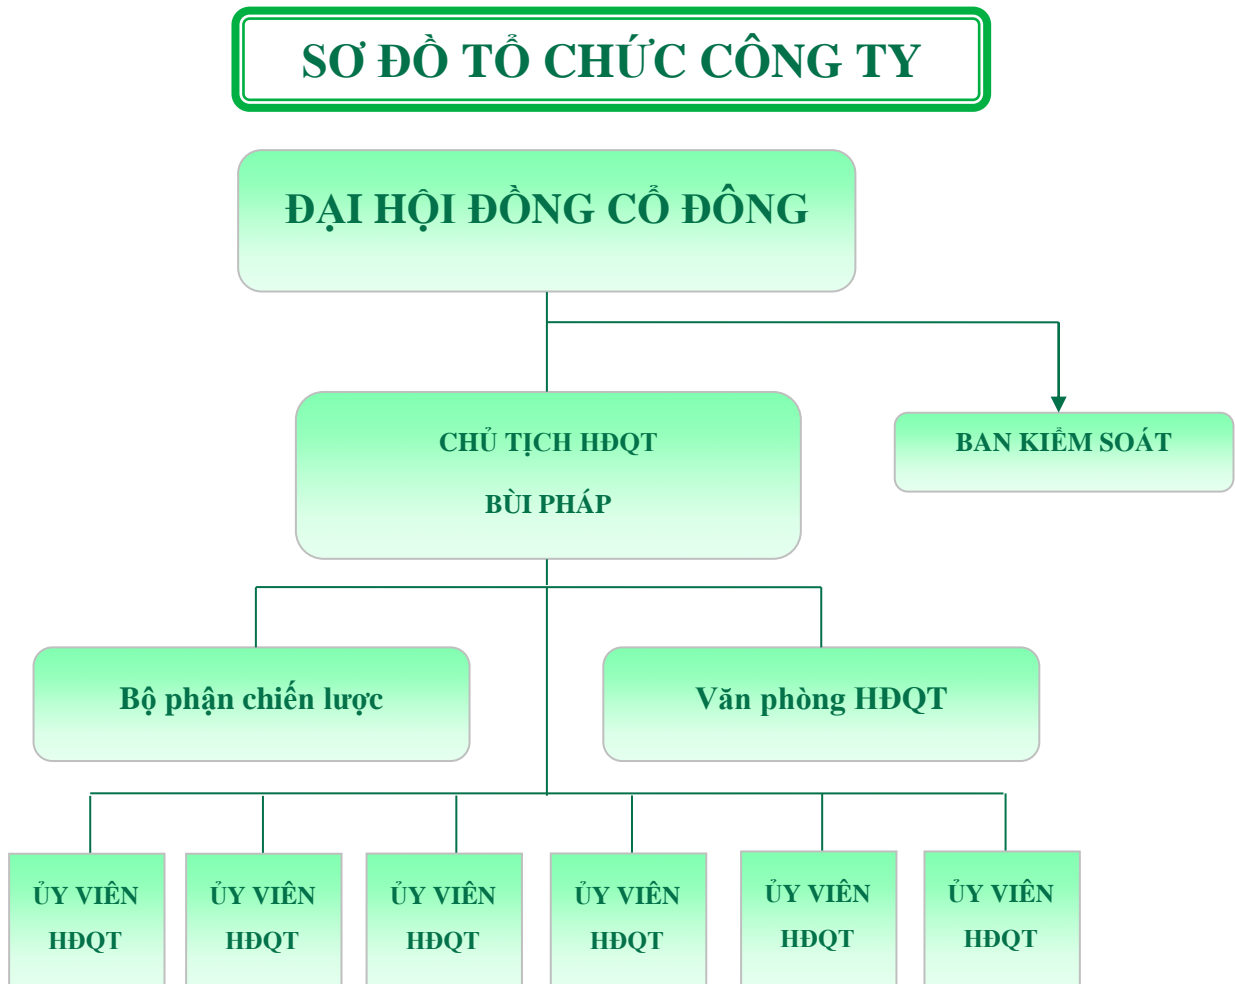 SƠ ĐỒ TỔ CHỨC CÔNG TY
ĐẠI HỘI ĐỒNG CỔ ĐÔNG
CHỦ TỊCH HĐQT
BÙI PHÁP
BAN KIỂM SOÁT
Bộ phận chiến lược
Văn phòng HĐQT
ỦY VIÊN
HĐQT
ỦY VIÊN
HĐQT
ỦY VIÊN
HĐQT
ỦY VIÊN
HĐQT
ỦY VIÊN
HĐQT
ỦY VIÊN
HĐQT